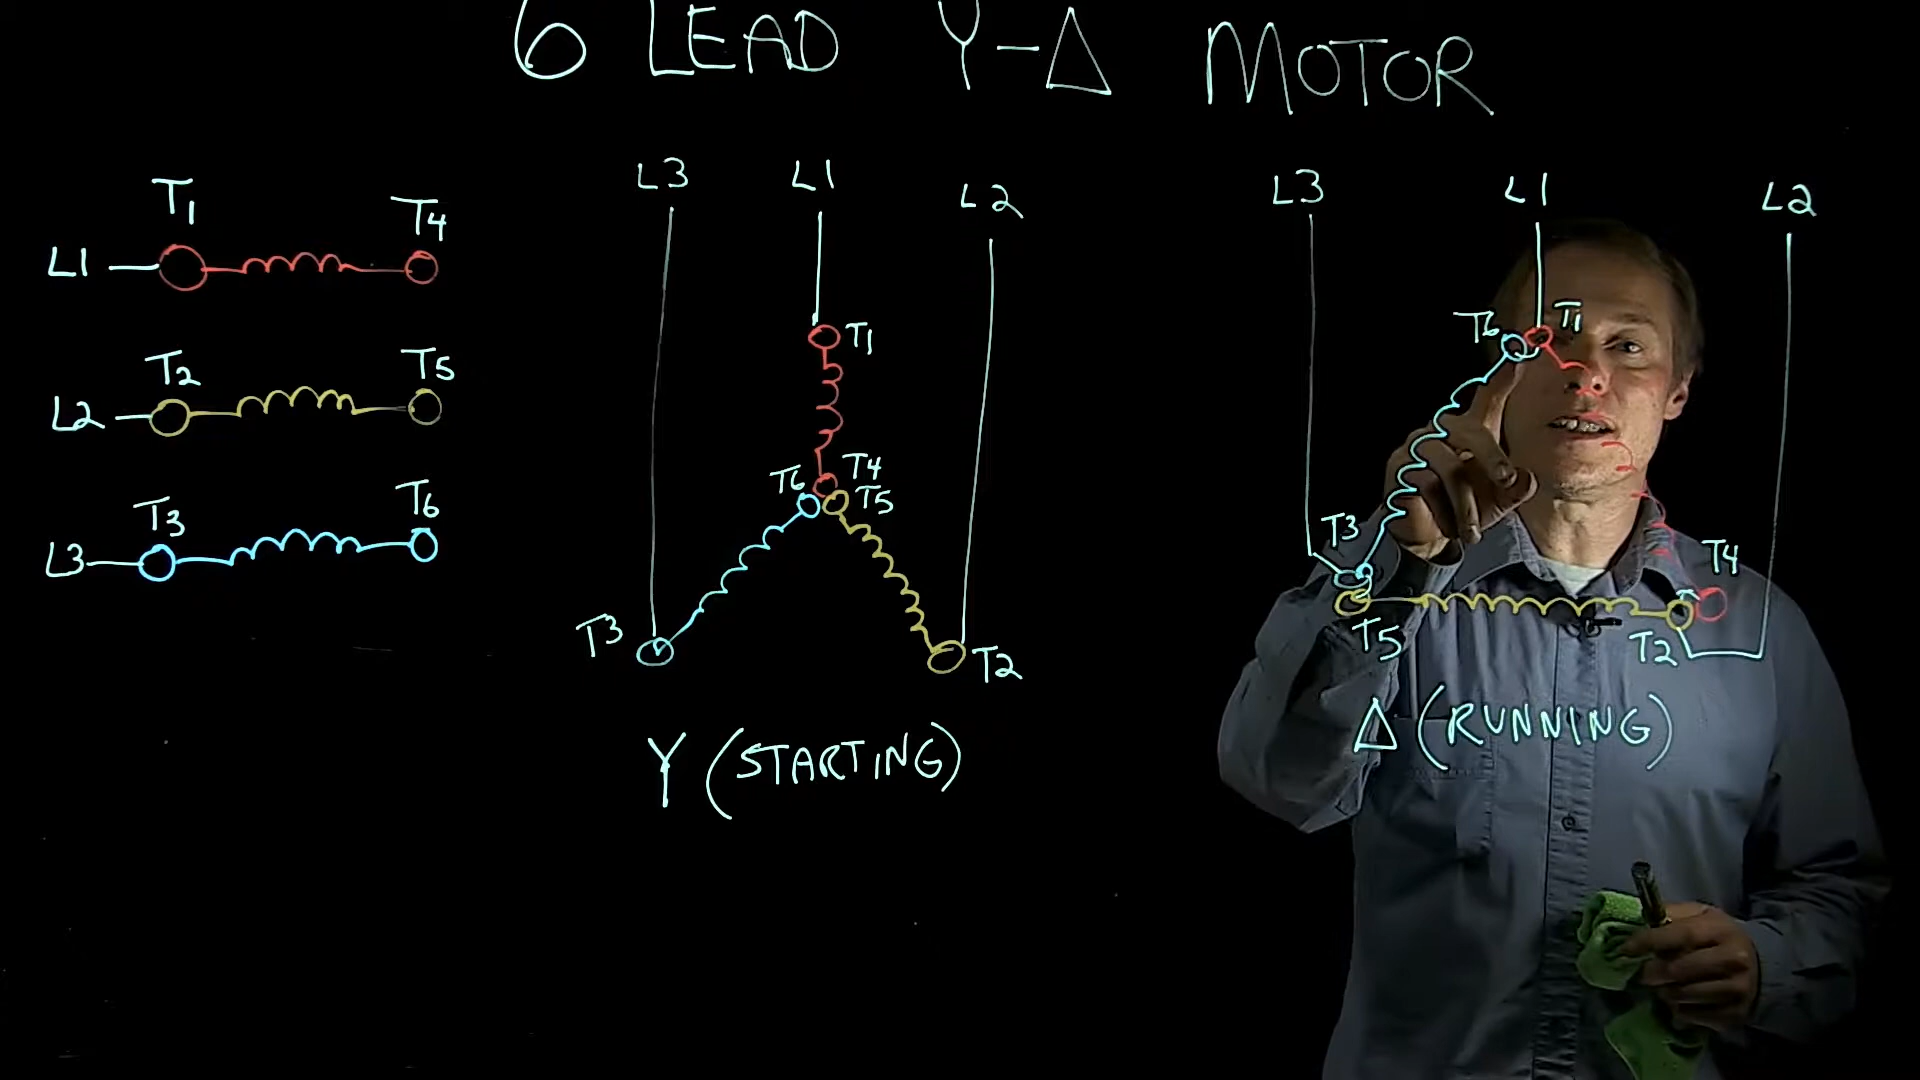 6 LEAD Y-Δ MOTOR
T1
T4
L1
T2
T5
L2
T3
T6
L3
L3 L1 L2
T1
T4
T6
T5
T3
T2
Y (STARTING)
L3 L1 L2
T6 T1
T3
T4
T5
T2
Δ (RUNNING)